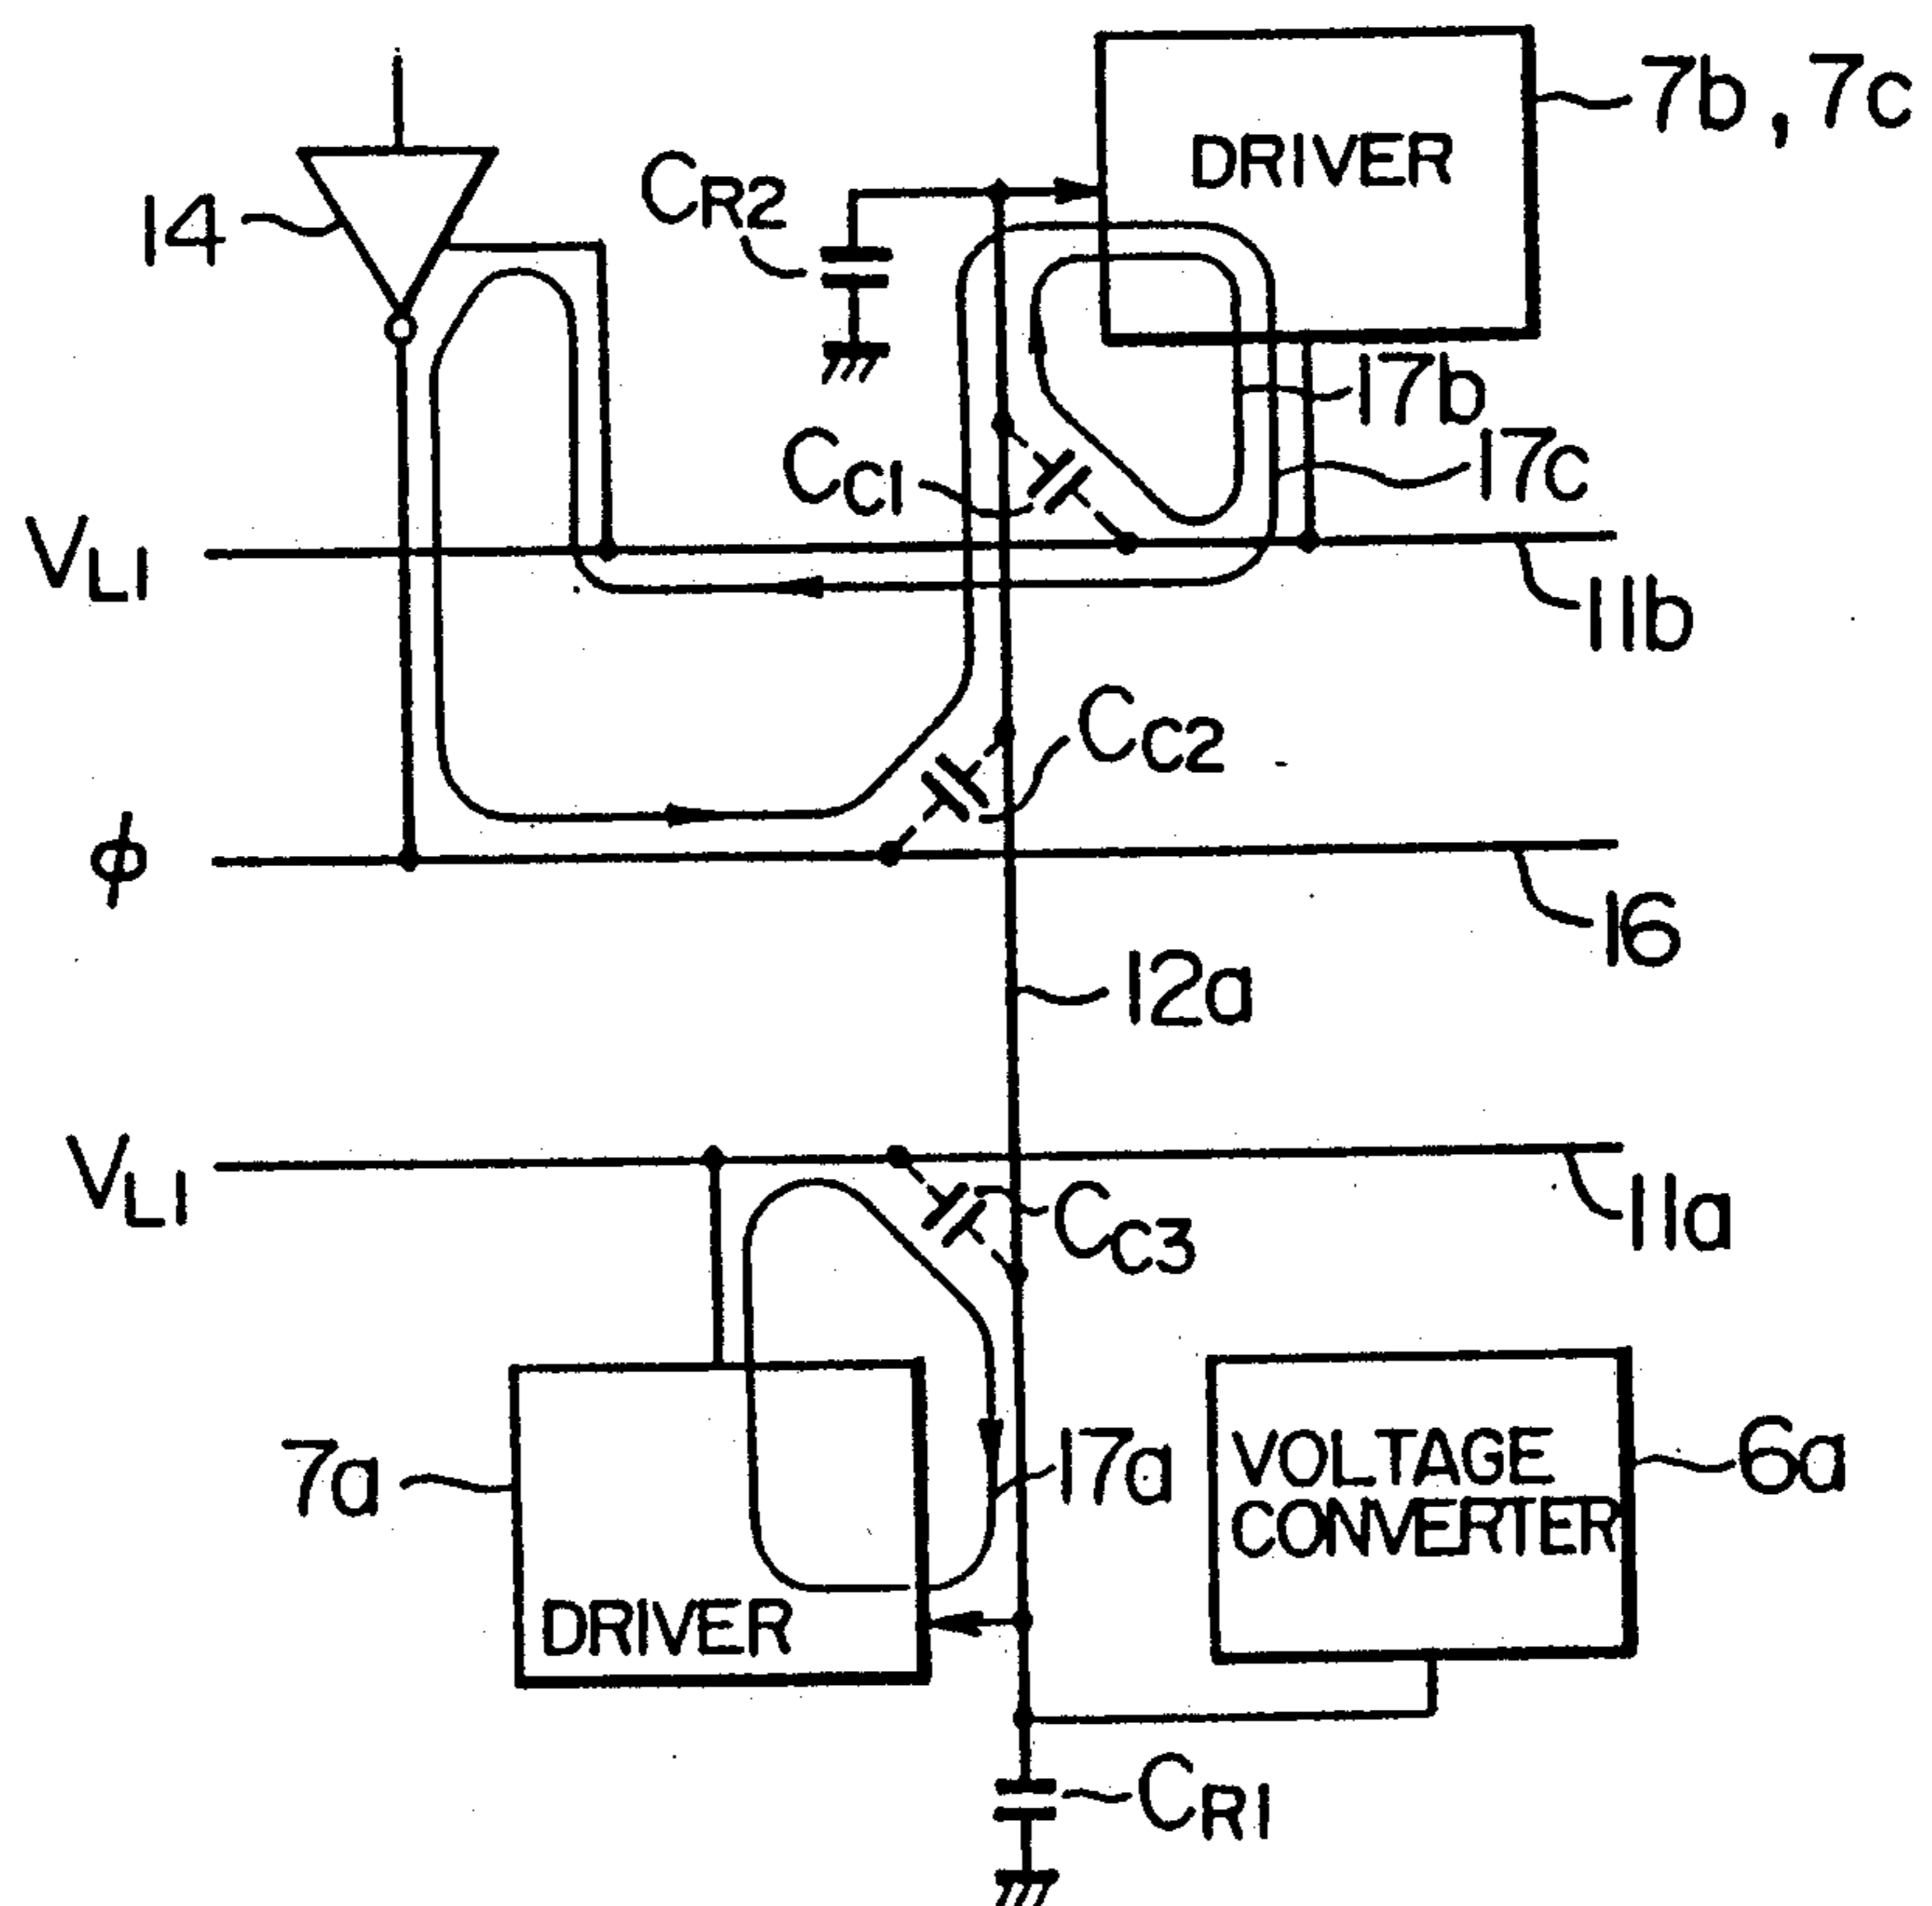 7b, 7c
DRIVER
14
CR2
17b
17c
CC1
VL1
11b
CC2
φ
16
12a
VL1
11a
CC3
7a
17a
VOLTAGE
CONVERTER
6a
DRIVER
CR1